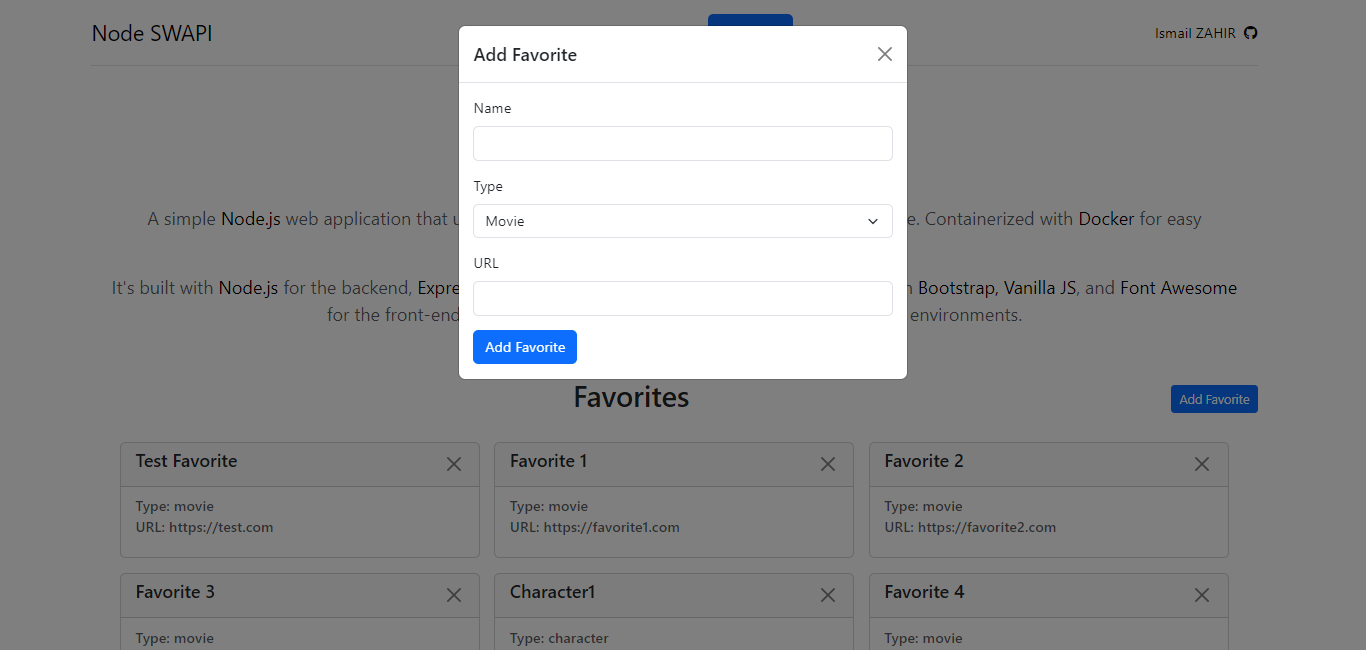 Node SWAPI
Ismail ZAHIR
Add Favorite
Name
Type
Movie
URL
Add Favorite
A simple Node.js web application that
e. Containerized with Docker for easy
It's built with Node.js for the backend, Expre
Bootstrap, Vanilla JS, and Font Awesome
for the front-end
environments.
Favorites
Add Favorite
Test Favorite
Type: movie
URL: https://test.com
Favorite 1
Type: movie
URL: https://favorite1.com
Favorite 2
Type: movie
URL: https://favorite2.com
Favorite 3
Type: movie
Character1
Type: character
Favorite 4
Type: movie